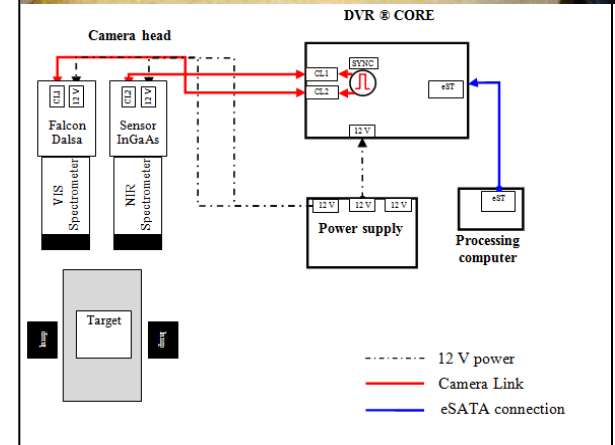 DVR ® CORE
Camera head
SYNC
CL1
CL2
eST
12 V
CL1
12 V
CL2
12 V
Falcon
Dalsa
Sensor
InGaAs
VIS
Spectrometer
NIR
Spectrometer
12 V
12 V
12 V
Power supply
eST
Processing
computer
Target
lamp
lamp
12 V power
Camera Link
eSATA connection